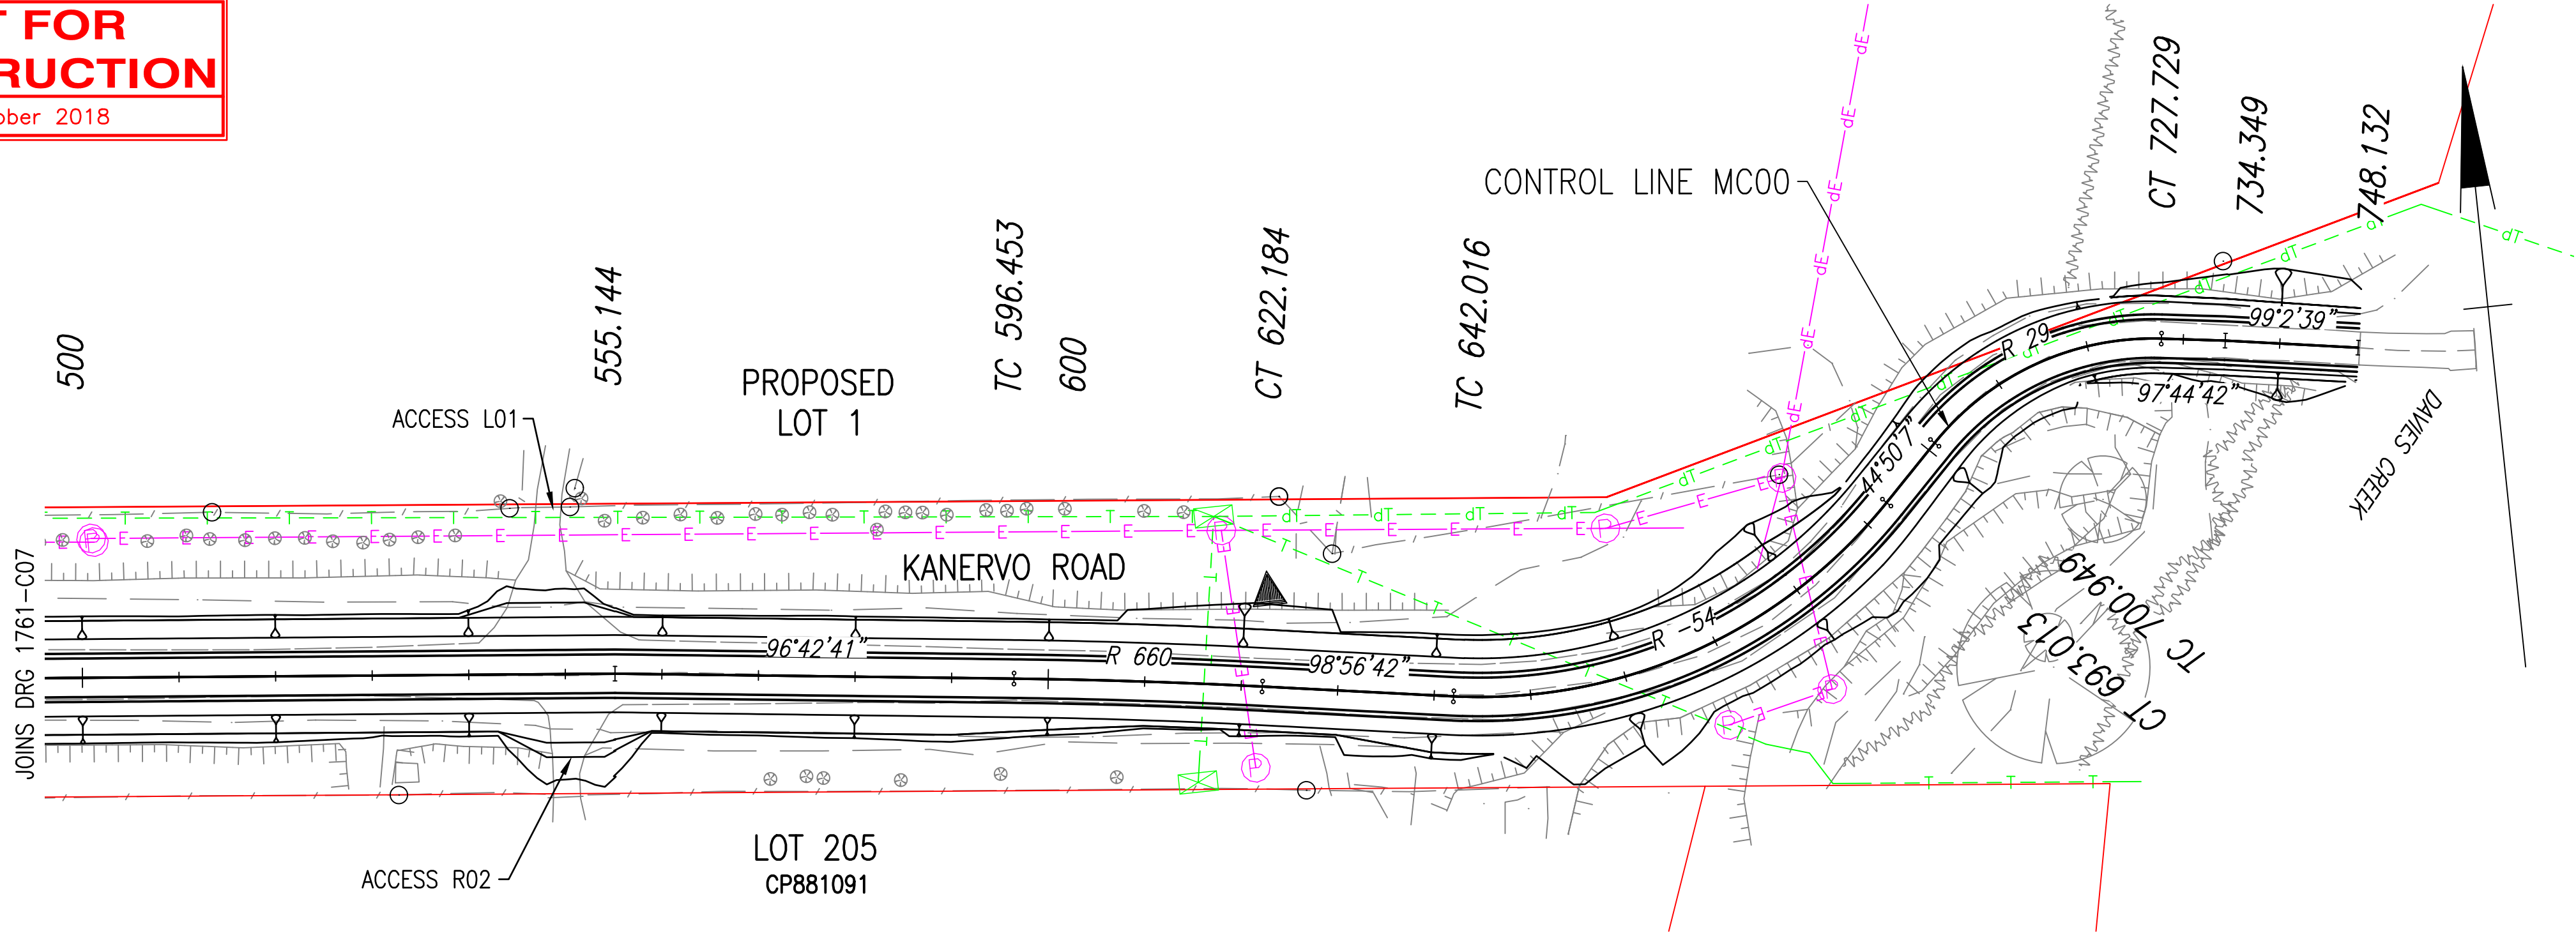 FOR
RUCTION
ober 2018
500
555.144
TC 596.453
600
CT 622.184
TC 642.016
CT 727.729
734.349
748.132
CONTROL LINE MC00
PROPOSED
LOT 1
ACCESS L01
KANERVO ROAD
JOINS DRG 1761-C07
96°42'41"
R 660
98°56'42"
R -54
44°50'7"
R 29
99°2'39"
97°44'42"
DAVIES CREEK
CT 693.013
TC 700.949
LOT 205
CP881091
ACCESS R02